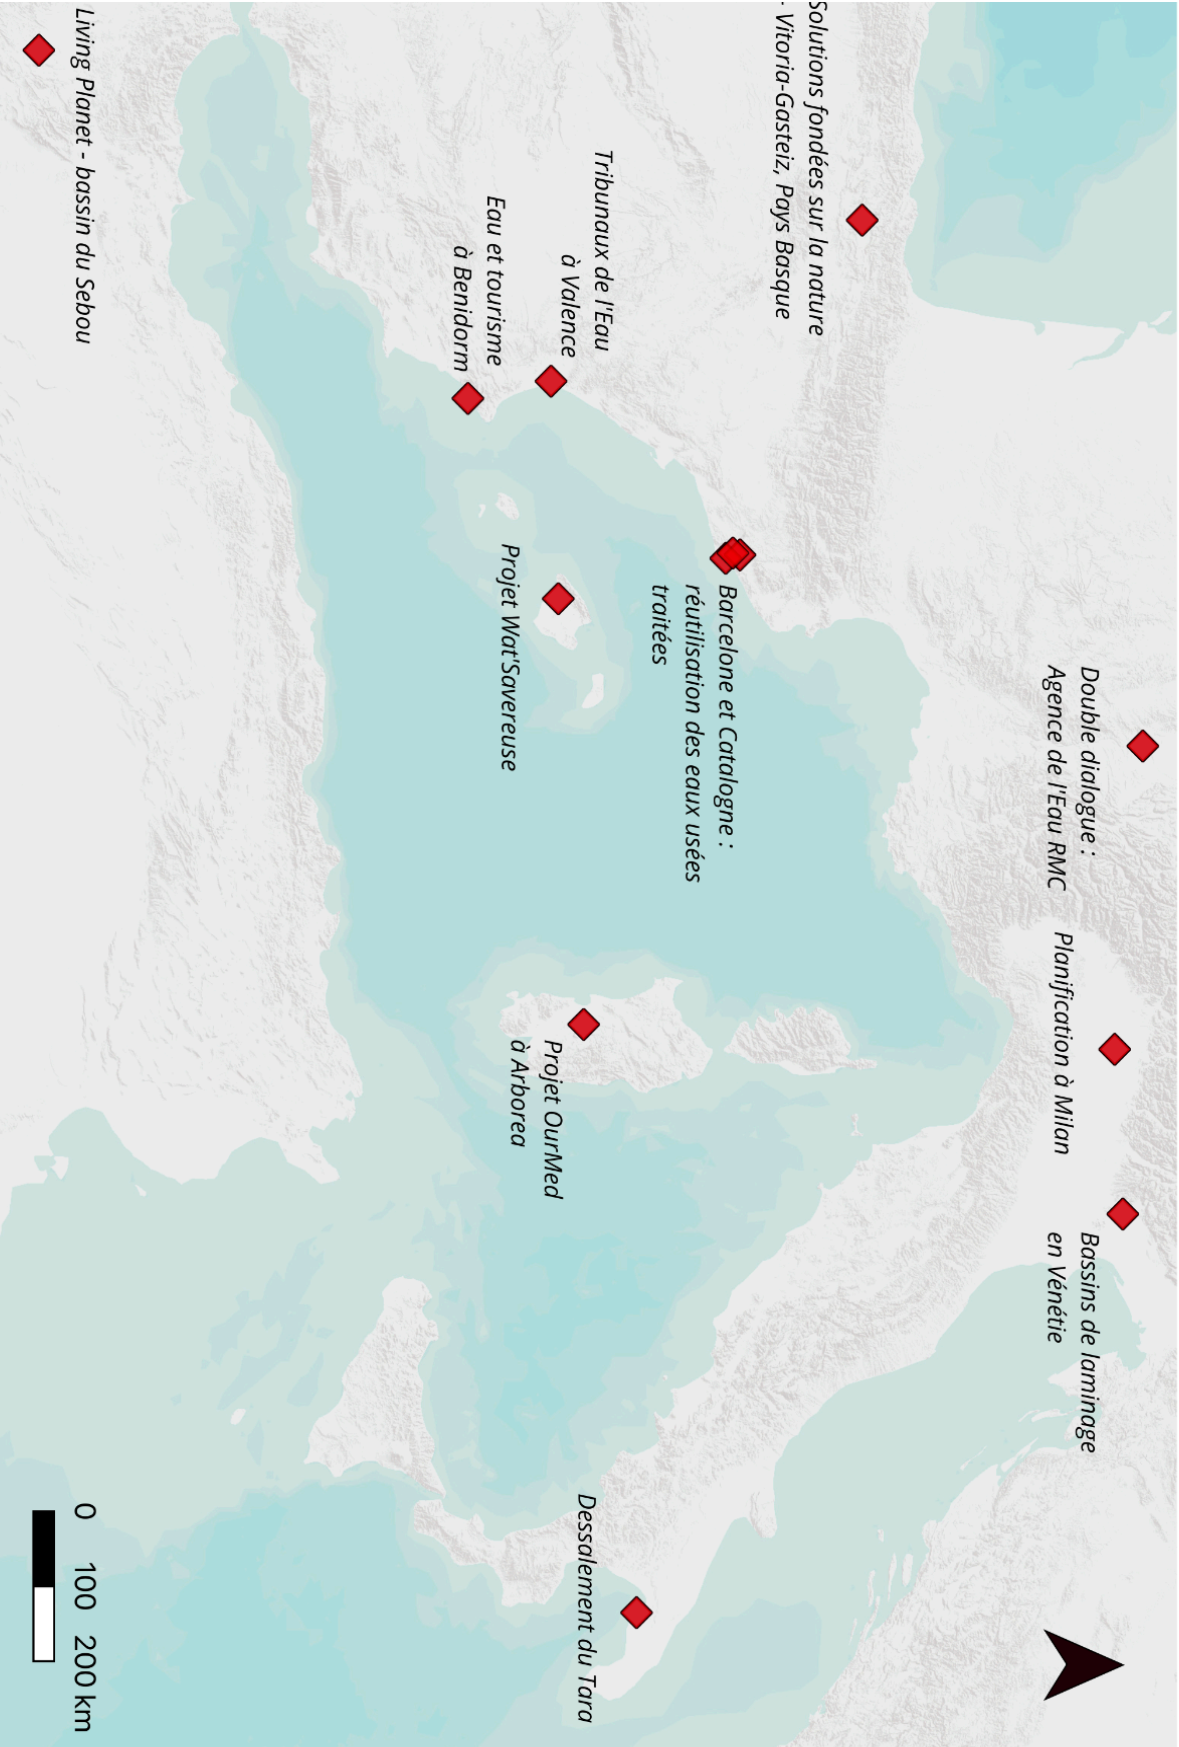 Solutions fondées sur la nature
- Vitoria-Gasteiz, Pays Basque
Double dialogue :
Agence de l'Eau RMC
Planification à Milan
Bassins de laminage
en Vénétie
Barcelone et Catalogne :
réutilisation des eaux usées
traitées
Tribunaux de l'Eau
à Valence
Eau et tourisme
à Benidorm
Projet Wat'Savereuse
Projet OurMed
à Arborea
Dessalement du Tara
Living Planet - bassin du Sebou
0 100 200 km